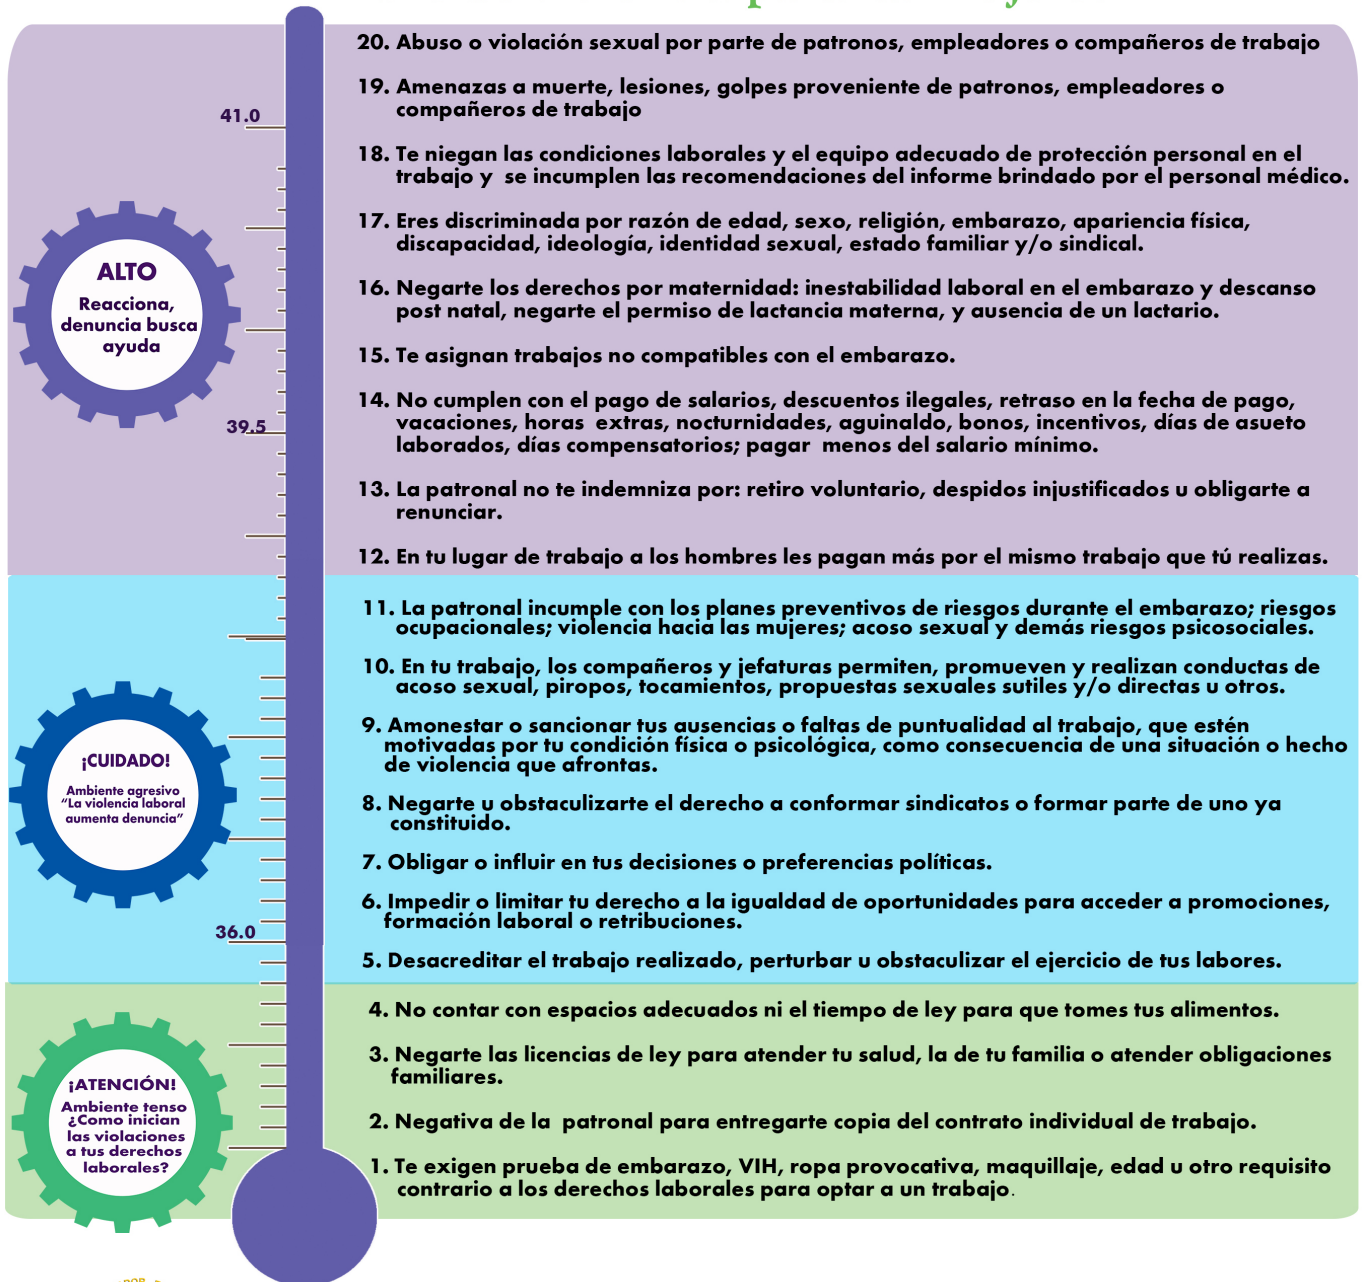 20. Abuso o violación sexual por parte de patronos, empleadores o compañeros de trabajo
19. Amenazas a muerte, lesiones, golpes proveniente de patronos, empleadores o
compañeros de trabajo
41.0
18. Te niegan las condiciones laborales y el equipo adecuado de protección personal en el
trabajo y se incumplen las recomendaciones del informe brindado por el personal médico.
17. Eres discriminada por razón de edad, sexo, religión, embarazo, apariencia física,
discapacidad, ideología, identidad sexual, estado familiar y/o sindical.
ALTO
Reacciona,
denuncia busca
ayuda
16. Negarte los derechos por maternidad: inestabilidad laboral en el embarazo y descanso
post natal, negarte el permiso de lactancia materna, y ausencia de un lactario.
15. Te asignan trabajos no compatibles con el embarazo.
14. No cumplen con el pago de salarios, descuentos ilegales, retraso en la fecha de pago,
vacaciones, horas extras, nocturnidades, aguinaldo, bonos, incentivos, días de asueto
laborados, días compensatorios; pagar menos del salario mínimo.
39.5
13. La patronal no te indemniza por: retiro voluntario, despidos injustificados u obligarte a
renunciar.
12. En tu lugar de trabajo a los hombres les pagan más por el mismo trabajo que tú realizas.
11. La patronal incumple con los planes preventivos de riesgos durante el embarazo; riesgos
ocupacionales; violencia hacia las mujeres; acoso sexual y demás riesgos psicosociales.
10. En tu trabajo, los compañeros y jefaturas permiten, promueven y realizan conductas de
acoso sexual, piropos, tocamientos, propuestas sexuales sutiles y/o directas u otros.
9. Amonestar o sancionar tus ausencias o faltas de puntualidad al trabajo, que estén
motivadas por tu condición física o psicológica, como consecuencia de una situación o hecho
de violencia que afrontas.
¡CUIDADO!
Ambiente agresivo
“La violencia laboral
aumenta denuncia”
8. Negarte u obstaculizarte el derecho a conformar sindicatos o formar parte de uno ya
constituido.
7. Obligar o influir en tus decisiones o preferencias políticas.
6. Impedir o limitar tu derecho a la igualdad de oportunidades para acceder a promociones,
formación laboral o retribuciones.
36.0
5. Desacreditar el trabajo realizado, perturbar u obstaculizar el ejercicio de tus labores.
4. No contar con espacios adecuados ni el tiempo de ley para que tomes tus alimentos.
3. Negarte las licencias de ley para atender tu salud, la de tu familia o atender obligaciones
familiares.
¡ATENCIÓN!
Ambiente tenso
¿Como inician
las violaciones
a tus derechos
laborales?
2. Negativa de la patronal para entregarte copia del contrato individual de trabajo.
1. Te exigen prueba de embarazo, VIH, ropa provocativa, maquillaje, edad u otro requisito
contrario a los derechos laborales para optar a un trabajo.